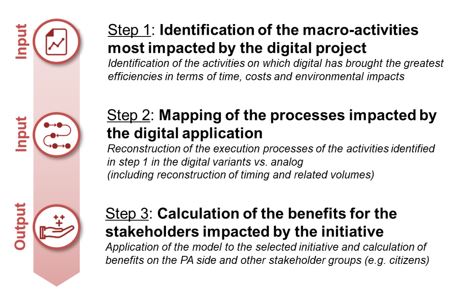 Input
Step 1: Identification of the macro-activities
most impacted by the digital project
Identification of the activities on which digital has brought the greatest
efficiencies in terms of time, costs and environmental impacts
Input
Step 2: Mapping of the processes impacted by
the digital application
Reconstruction of the execution processes of the activities identified
in step 1 in the digital variants vs. analog
(including reconstruction of timing and related volumes)
Output
Step 3: Calculation of the benefits for the
stakeholders impacted by the initiative
Application of the model to the selected initiative and calculation of
benefits on the PA side and other stakeholder groups (e.g. citizens)